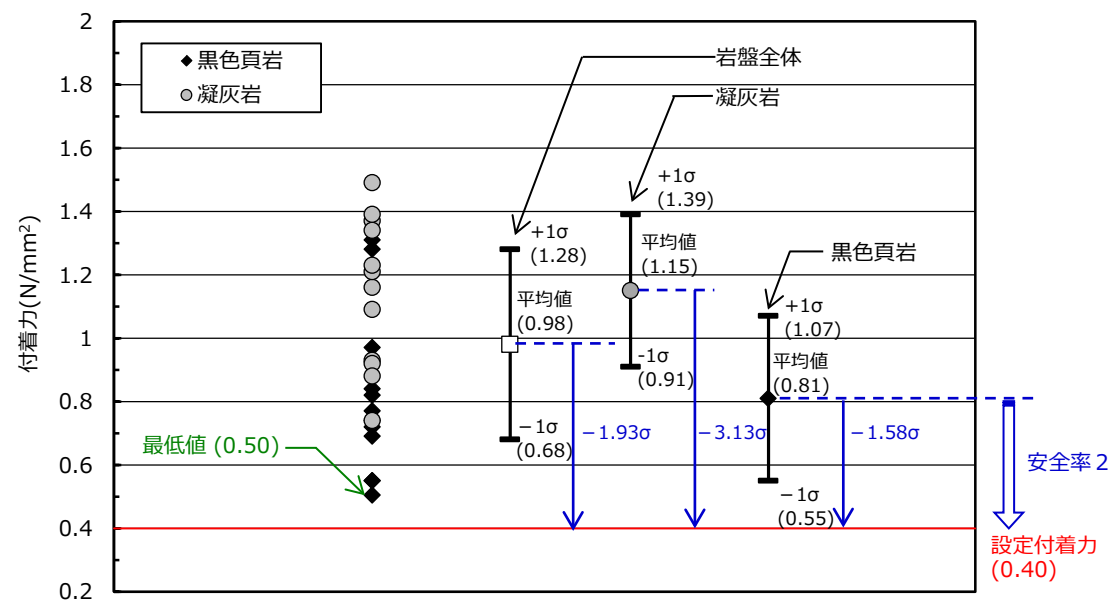 2
1.8
1.6
1.4
1.2
1
0.8
0.6
0.4
0.2
付着力(N/mm²)
黒色頁岩
凝灰岩
岩盤全体
凝灰岩
黒色頁岩
+1σ
(1.28)
平均値
(0.98)
−1σ
(0.68)
+1σ
(1.39)
平均値
(1.15)
-1σ
(0.91)
+1σ
(1.07)
平均値
(0.81)
−1σ
(0.55)
最低値 (0.50)
−1.93σ
−3.13σ
−1.58σ
安全率2
設定付着力
(0.40)